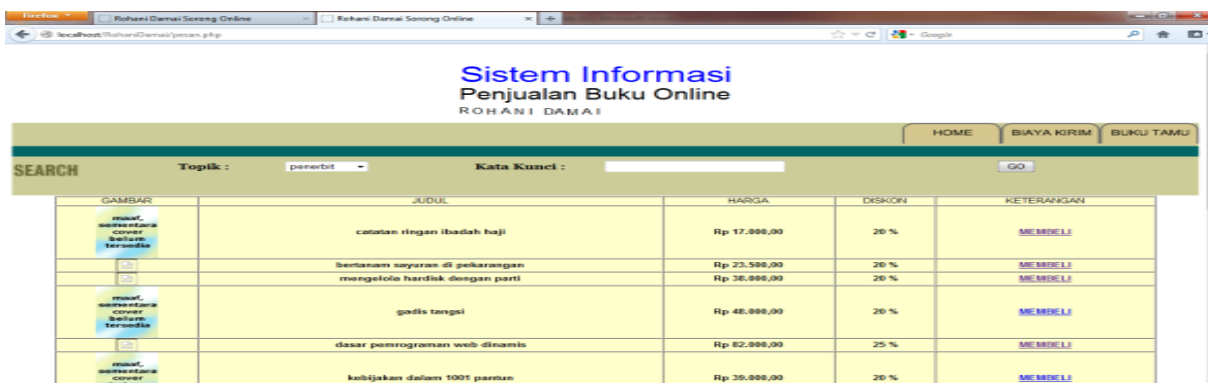 Firefox
Rohani Damai Sorong Online
Rohani Damai Sorong Online
localhost/RohaniDamai/pesan.php
Google
Sistem Informasi
Penjualan Buku Online
ROHANI DAMAI
HOME BIAYA KIRIM BUKU TAMU
SEARCH Topik : penerbit Kata Kunci : GO
GAMBAR JUDUL HARGA DISKON KETERANGAN
maaf,
sementara
cover
belum
tersedia
catatan ringan ibadah haji Rp 17.000,00 20 % MEMBELI
bertanam sayuran di pekarangan Rp 23.500,00 20 % MEMBELI
mengelola hardisk dengan parti Rp 38.000,00 20 % MEMBELI
maaf,
sementara
cover
belum
tersedia
gadis tangsi Rp 48.000,00 20 % MEMBELI
dasar pemrograman web dinamis Rp 82.000,00 25 % MEMBELI
maaf,
sementara
cover
kebijakan dalam 1001 pantun Rp 39.000,00 20 % MEMBELI